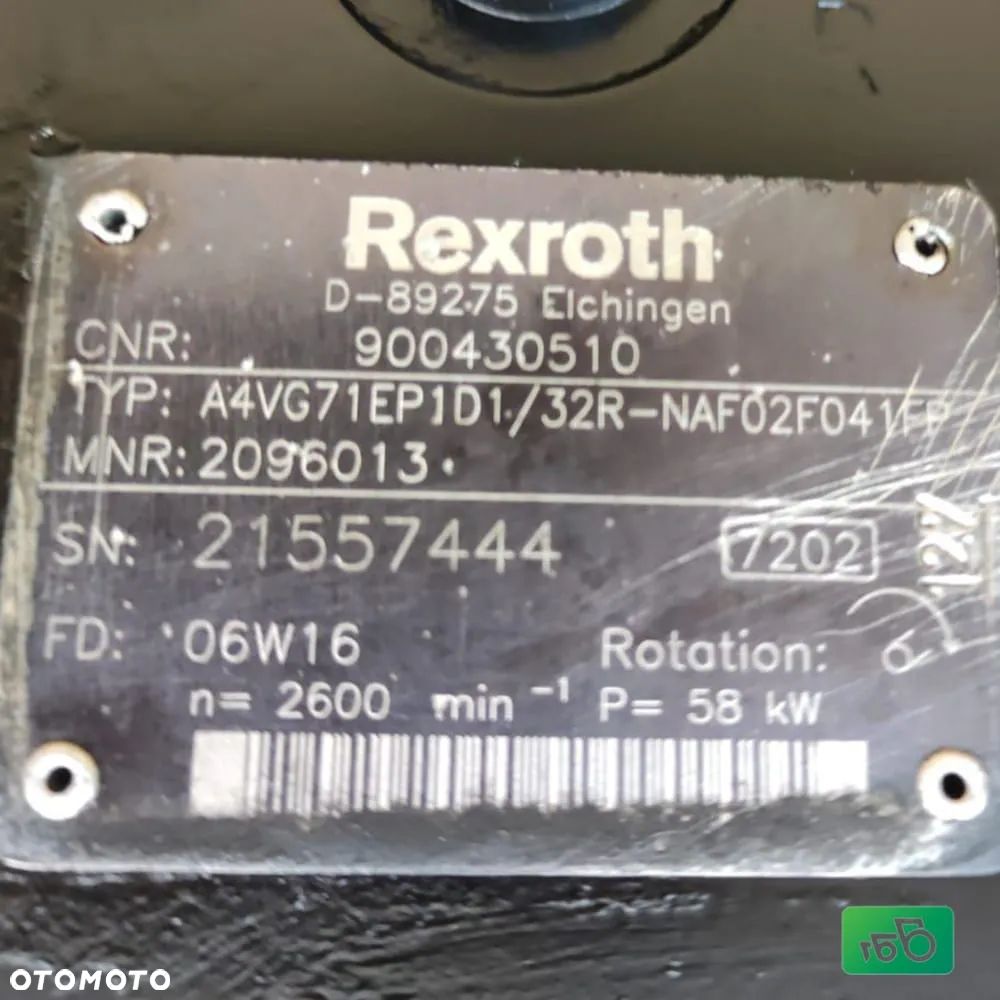 Rexroth
D-89275 Elchingen
CNR: 900430510
TYP: A4VG71EP1D1/32R-NAF02F041FP
MNR: 2096013
SN: 21557444 7202
FD: 06W16 Rotation:
n= 2600 min -1 P= 58 kW
OTOMOTO